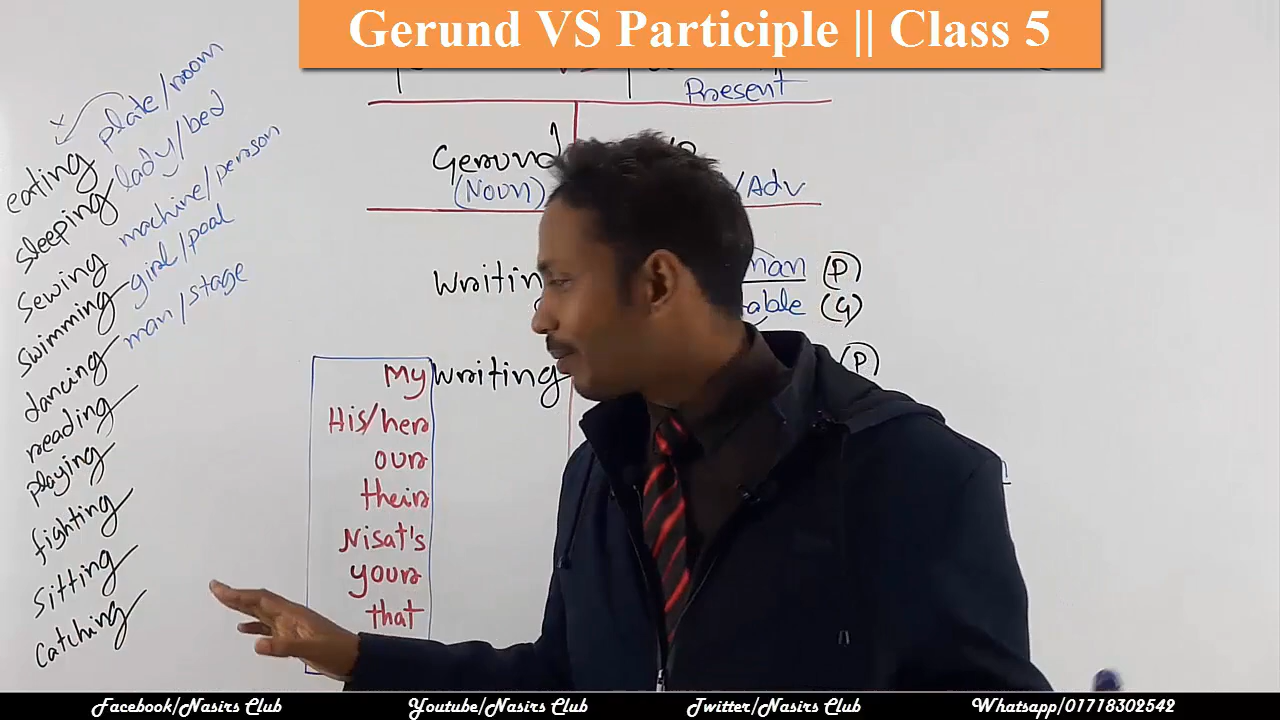 Gerund VS Participle || Class 5
Present
Gerund
(Noun)
/Adv
eating plate/room
sleeping lady/bed
sewing machine/person
swimming girl/pool
dancing man/stage
reading
playing
fighting
sitting
catching
Writing man (P)
able (G)
My Writing (P)
His/her
our
their
Nisat's
your
that
Facebook/Nasirs Club Youtube/Nasirs Club Twitter/Nasirs Club Whatsapp/07718302542